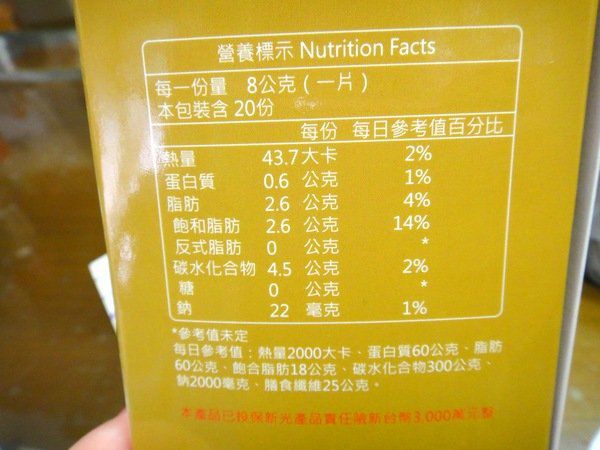 營養標示 Nutrition Facts
每一份量 8公克（一片）
本包裝含 20份
每份 每日參考值百分比
熱量 43.7大卡 2%
蛋白質 0.6 公克 1%
脂肪 2.6 公克 4%
飽和脂肪 2.6 公克 14%
反式脂肪 0 公克 *
碳水化合物 4.5 公克 2%
糖 0 公克 *
鈉 22 毫克 1%
*參考值未定
每日參考值：熱量2000大卡、蛋白質60公克、脂肪
60公克、飽合脂肪18公克、碳水化合物300公克、
鈉2000毫克、膳食纖維25公克。
本產品已投保新光產品責任險新台幣3,000萬元整